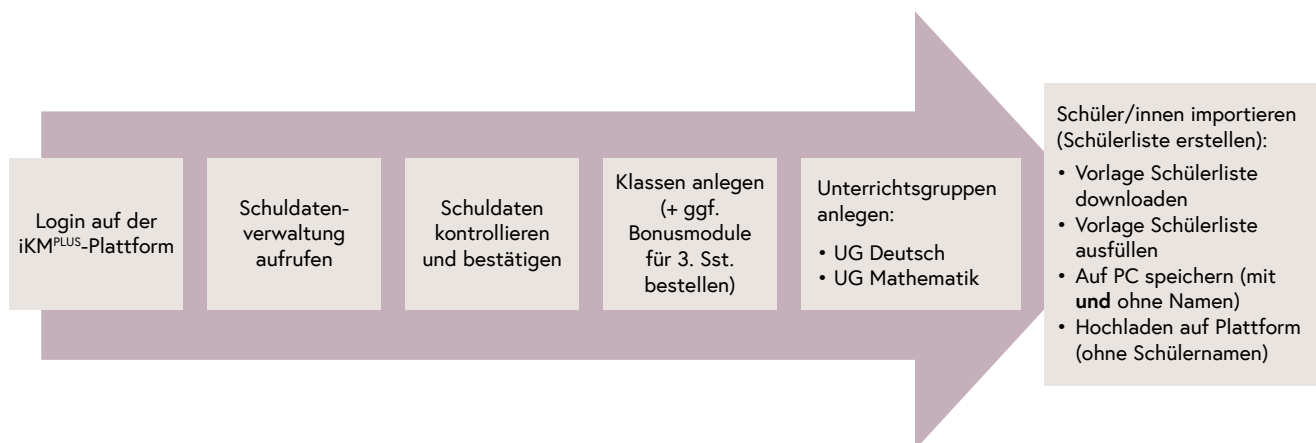 Login auf der
iKMPLUS-Plattform
Schuldaten-
verwaltung
aufrufen
Schuldaten
kontrollieren
und bestätigen
Klassen anlegen
(+ ggf.
Bonusmodule
für 3. Sst.
bestellen)
Unterrichtsgruppen
anlegen:
• UG Deutsch
• UG Mathematik
Schüler/innen importieren
(Schülerliste erstellen):
• Vorlage Schülerliste
downloaden
• Vorlage Schülerliste
ausfüllen
• Auf PC speichern (mit
und ohne Namen)
• Hochladen auf Plattform
(ohne Schülernamen)